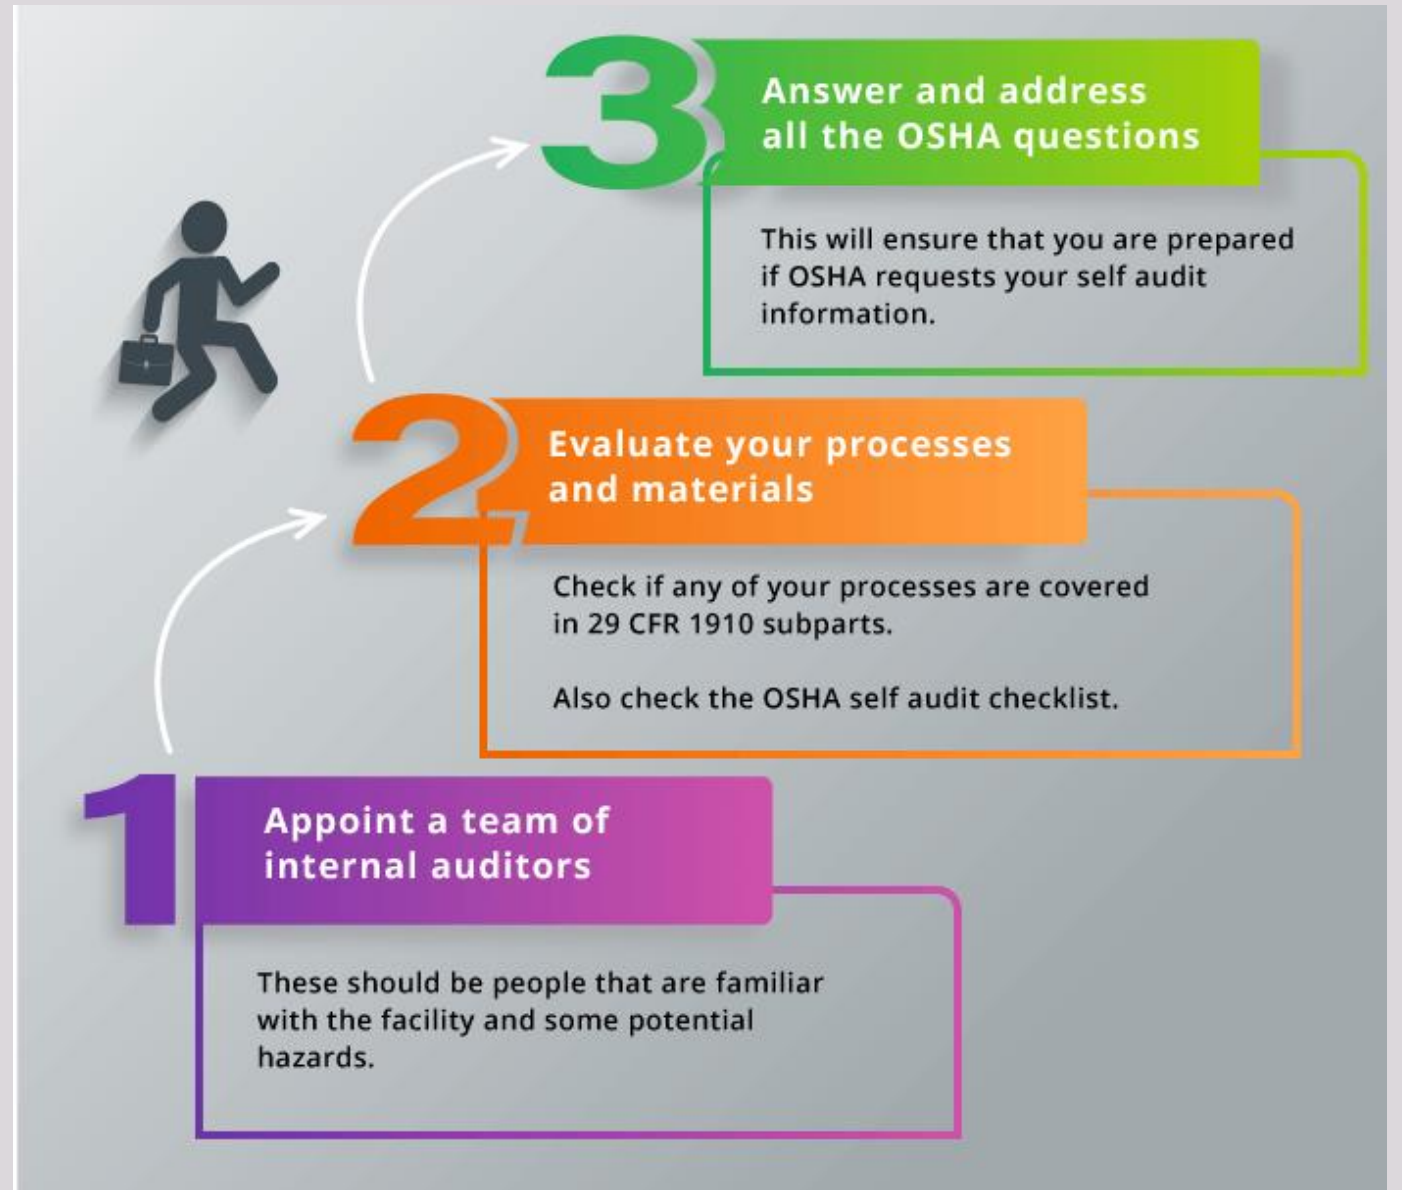 3
Answer and address
all the OSHA questions
This will ensure that you are prepared
if OSHA requests your self audit
information.
2
Evaluate your processes
and materials
Check if any of your processes are covered
in 29 CFR 1910 subparts.
Also check the OSHA self audit checklist.
1
Appoint a team of
internal auditors
These should be people that are familiar
with the facility and some potential
hazards.